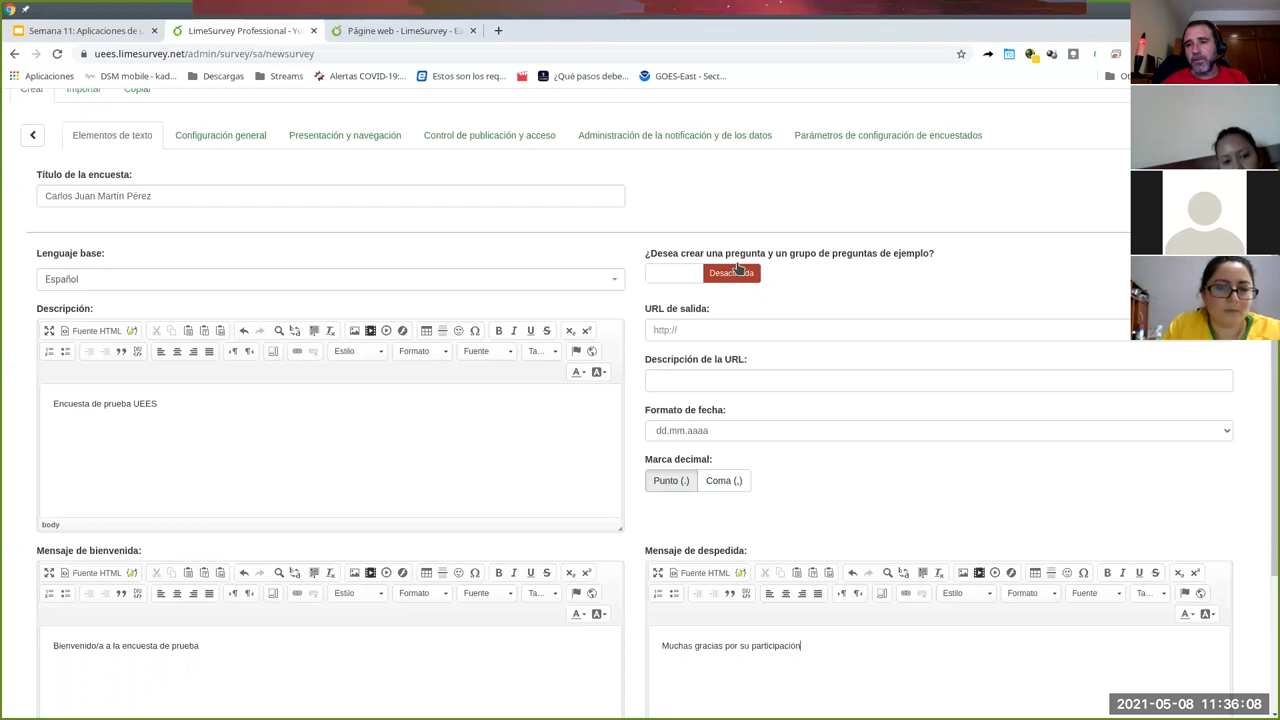 Semana 11: Aplicaciones de
LimeSurvey Professional - Yo
Página web - LimeSurvey - Ea
uees.limesurvey.net/admin/survey/sa/newsurvey
Aplicaciones
DSM mobile - kad...
Descargas
Streams
Alertas COVID-19:...
Estos son los req...
¿Qué pasos debe...
GOES-East - Sect...
Crear
Importar
Copiar
Elementos de texto
Configuración general
Presentación y navegación
Control de publicación y acceso
Administración de la notificación y de los datos
Parámetros de configuración de encuestados
Título de la encuesta:
Carlos Juan Martín Pérez
Lenguaje base:
¿Desea crear una pregunta y un grupo de preguntas de ejemplo?
Español
Descripción:
URL de salida:
Fuente HTML
http://
Estilo
Formato
Fuente
Ta...
Descripción de la URL:
Encuesta de prueba UEES
Formato de fecha:
dd.mm.aaaa
Marca decimal:
Punto (.)
Coma (,)
body
Mensaje de bienvenida:
Mensaje de despedida:
Fuente HTML
Fuente HTML
Estilo
Formato
Fuente
Ta...
Estilo
Formato
Fuente
Ta...
Bienvenido/a a la encuesta de prueba
Muchas gracias por su participación
2021-05-08 11:36:08